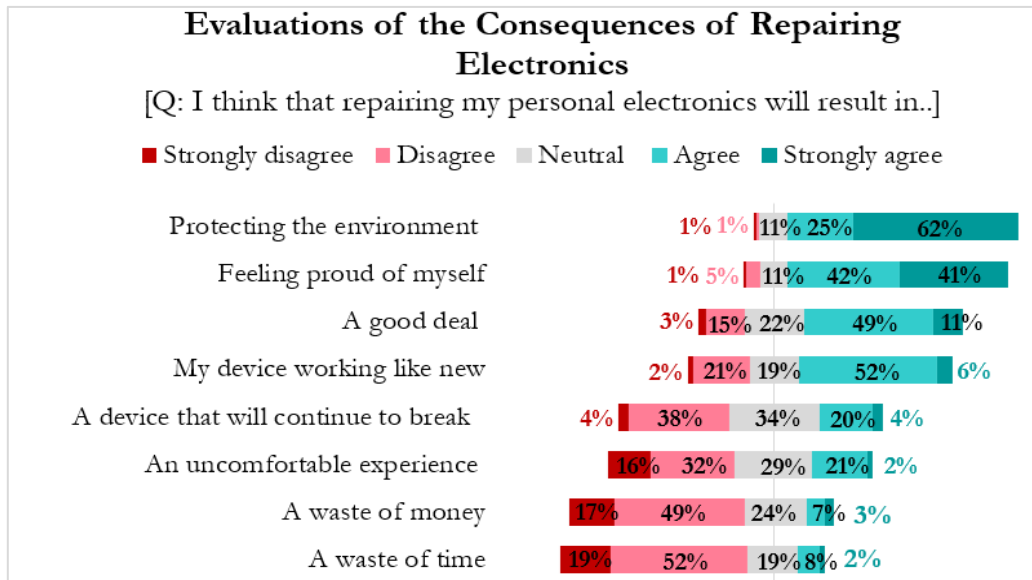 Evaluations of the Consequences of Repairing
Electronics
[Q: I think that repairing my personal electronics will result in..]
Strongly disagree Disagree Neutral Agree Strongly agree
Protecting the environment 1% 1% 11% 25% 62%
Feeling proud of myself 1% 5% 11% 42% 41%
A good deal 3% 15% 22% 49% 11%
My device working like new 2% 21% 19% 52% 6%
A device that will continue to break 4% 38% 34% 20% 4%
An uncomfortable experience 16% 32% 29% 21% 2%
A waste of money 17% 49% 24% 7% 3%
A waste of time 19% 52% 19% 8% 2%